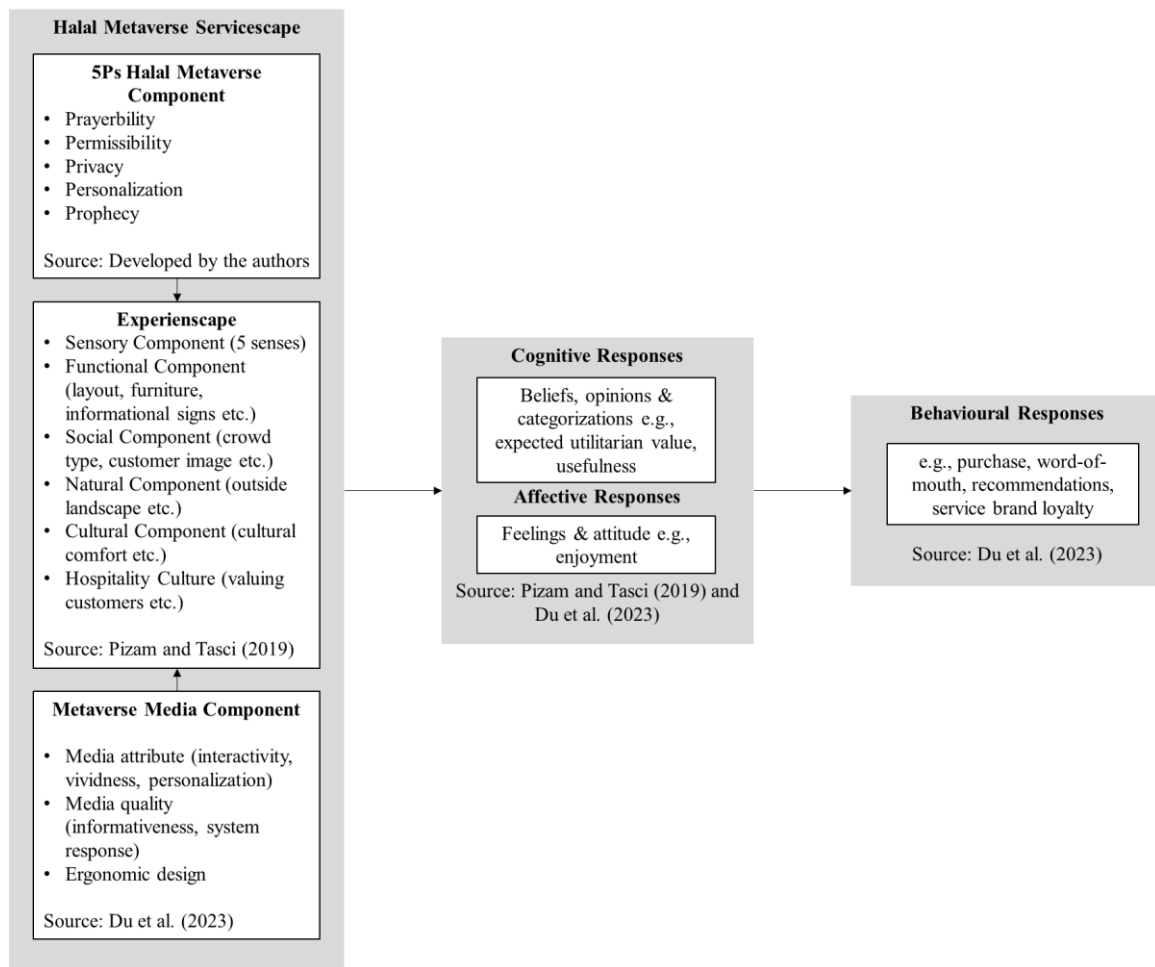 Halal Metaverse Servicescape
5Ps Halal Metaverse
Component
• Prayerbility
• Permissibility
• Privacy
• Personalization
• Prophecy
Source: Developed by the authors
Experienscape
• Sensory Component (5 senses)
• Functional Component
(layout, furniture,
informational signs etc.)
• Social Component (crowd
type, customer image etc.)
• Natural Component (outside
landscape etc.)
• Cultural Component (cultural
comfort etc.)
• Hospitality Culture (valuing
customers etc.)
Source: Pizam and Tasci (2019)
Metaverse Media Component
• Media attribute (interactivity,
vividness, personalization)
• Media quality
(informativeness, system
response)
• Ergonomic design
Source: Du et al. (2023)
Cognitive Responses
Beliefs, opinions &
categorizations e.g.,
expected utilitarian value,
usefulness
Affective Responses
Feelings & attitude e.g.,
enjoyment
Source: Pizam and Tasci (2019) and
Du et al. (2023)
Behavioural Responses
e.g., purchase, word-of-
mouth, recommendations,
service brand loyalty
Source: Du et al. (2023)